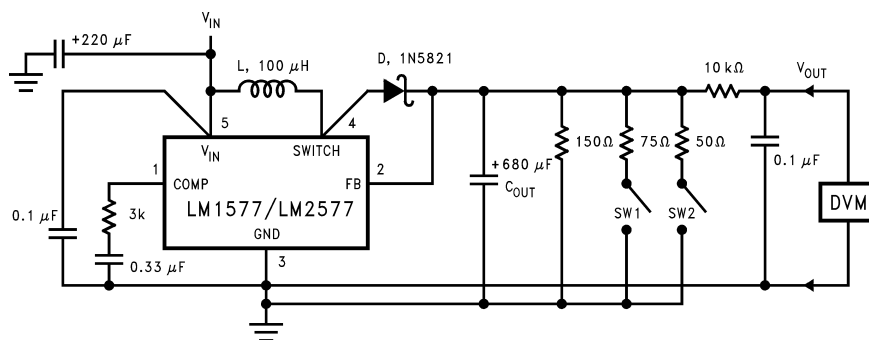 V_IN
+220 μF
L, 100 μH
D, 1N5821
10 kΩ
V_OUT
5
4
V_IN
SWITCH
150Ω
75Ω
50Ω
0.1 μF
1
2
+680 μF
C_OUT
COMP
FB
DVM
0.1 μF
3k
LM1577/LM2577
SW1
SW2
GND
3
0.33 μF